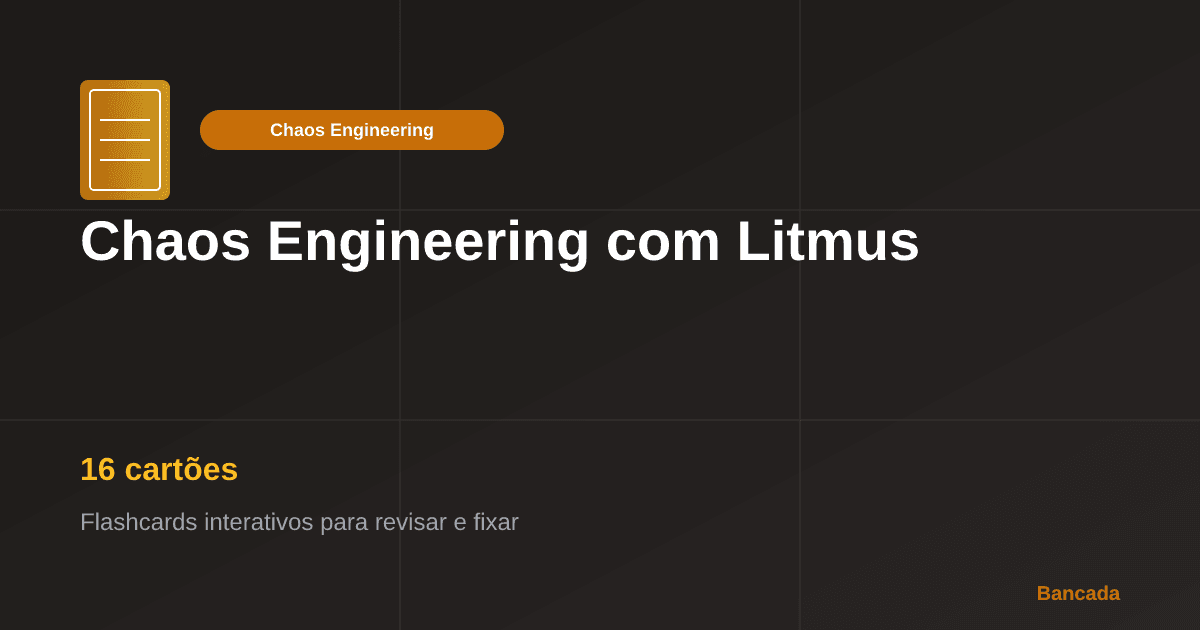 Chaos Engineering
Chaos Engineering com Litmus
16 cartões
Flashcards interativos para revisar e fixar
Bancada